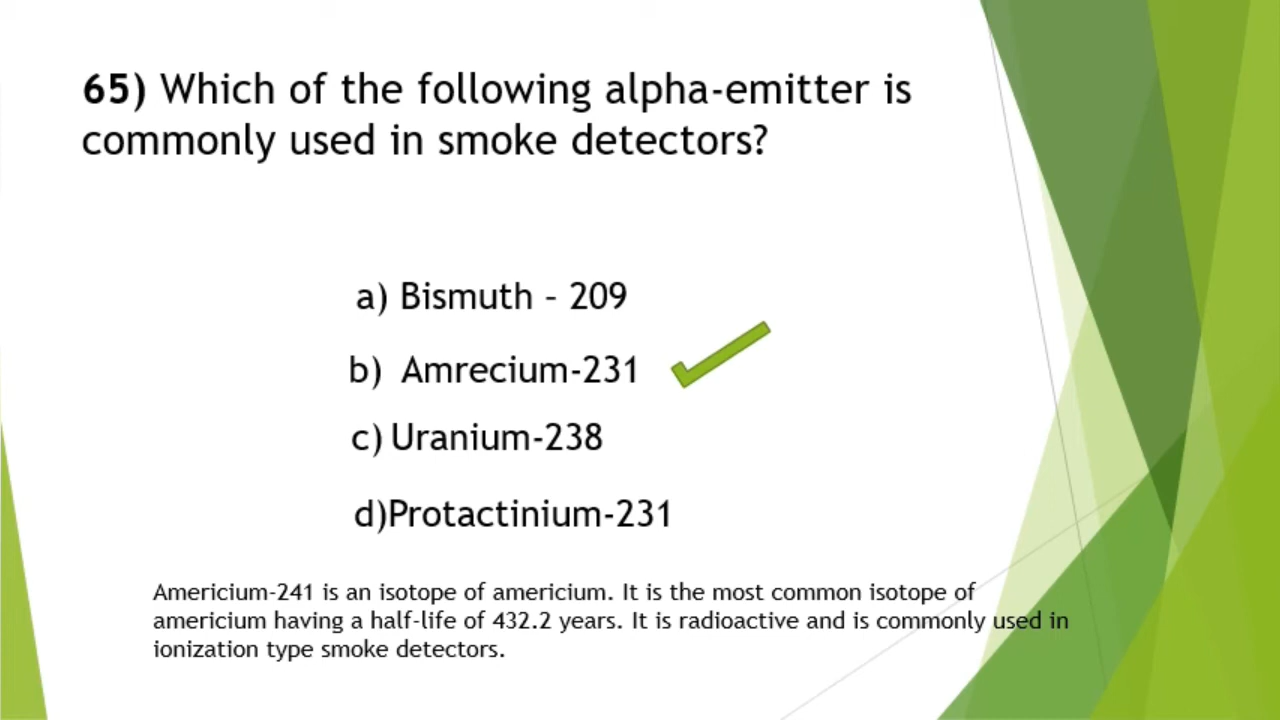 65) Which of the following alpha-emitter is
commonly used in smoke detectors?
a) Bismuth – 209
b) Amrecium-231
c) Uranium-238
d)Protactinium-231
Americium-241 is an isotope of americium. It is the most common isotope of
americium having a half-life of 432.2 years. It is radioactive and is commonly used in
ionization type smoke detectors.